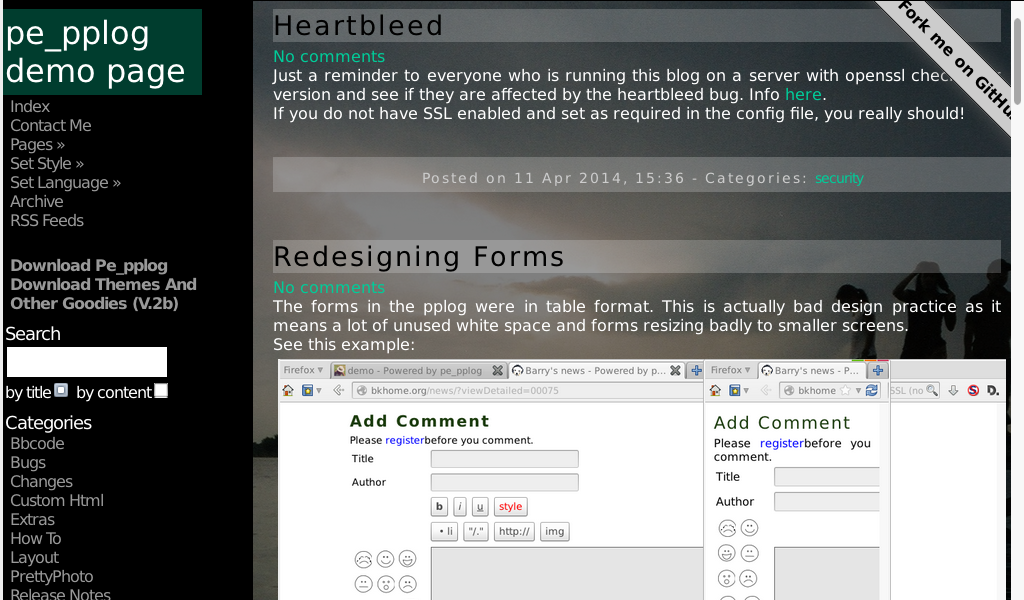 pe_pplog
demo page
Index
Contact Me
Pages »
Set Style »
Set Language »
Archive
RSS Feeds
Download Pe_pplog
Download Themes And
Other Goodies (V.2b)
Search
by title by content
Categories
Bbcode
Bugs
Changes
Custom Html
Extras
How To
Layout
PrettyPhoto
Release Notes
Fork me on GitHu
Heartbleed
No comments
Just a reminder to everyone who is running this blog on a server with openssl
version and see if they are affected by the heartbleed bug. Info here.
If you do not have SSL enabled and set as required in the config file, you really should!
Posted on 11 Apr 2014, 15:36 - Categories: security
Redesigning Forms
No comments
The forms in the pplog were in table format. This is actually bad design practice as it
means a lot of unused white space and forms resizing badly to smaller screens.
See this example:
Firefox demo - Powered by pe_pplog Barry's news - Powered by p...
bkhome.org/news/?viewDetailed=00075
Add Comment
Please registerbefore you comment.
Title
Author
b i u style
• li "/." http:// img
Firefox Barry's news - P...
bkhome SSL (no
Add Comment
Please registerbefore you
comment.
Title
Author